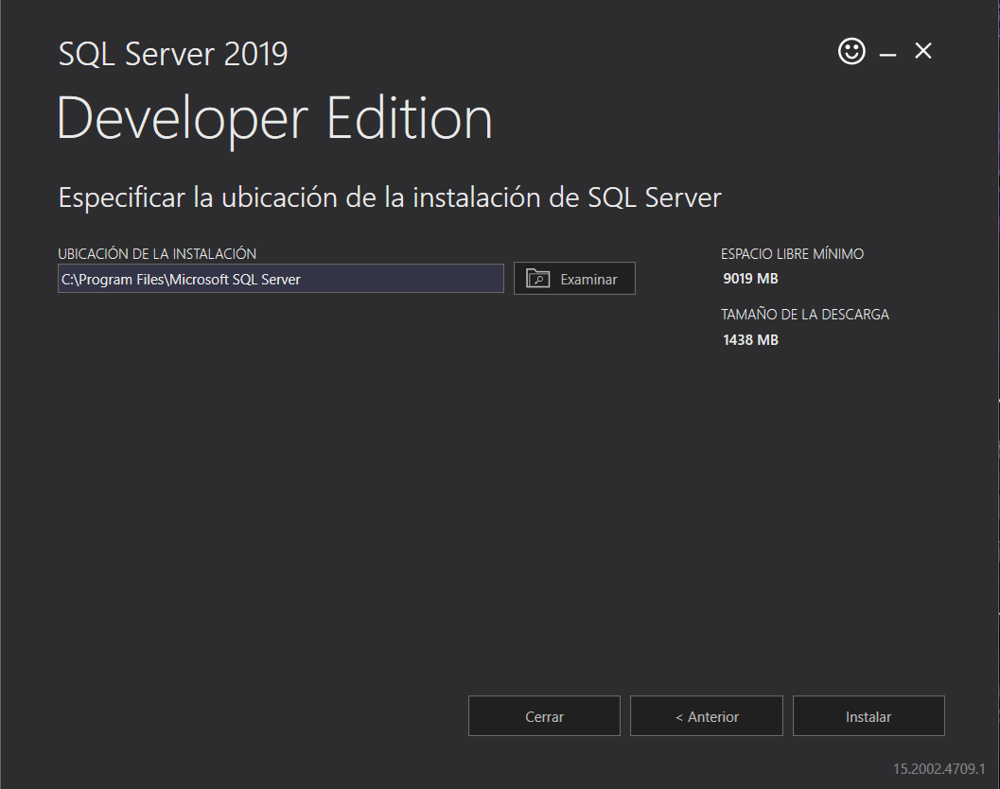 SQL Server 2019
Developer Edition
Especificar la ubicación de la instalación de SQL Server
UBICACIÓN DE LA INSTALACIÓN
C:\Program Files\Microsoft SQL Server
Examinar
ESPACIO LIBRE MÍNIMO
9019 MB
TAMAÑO DE LA DESCARGA
1438 MB
Cerrar
< Anterior
Instalar
15.2002.4709.1